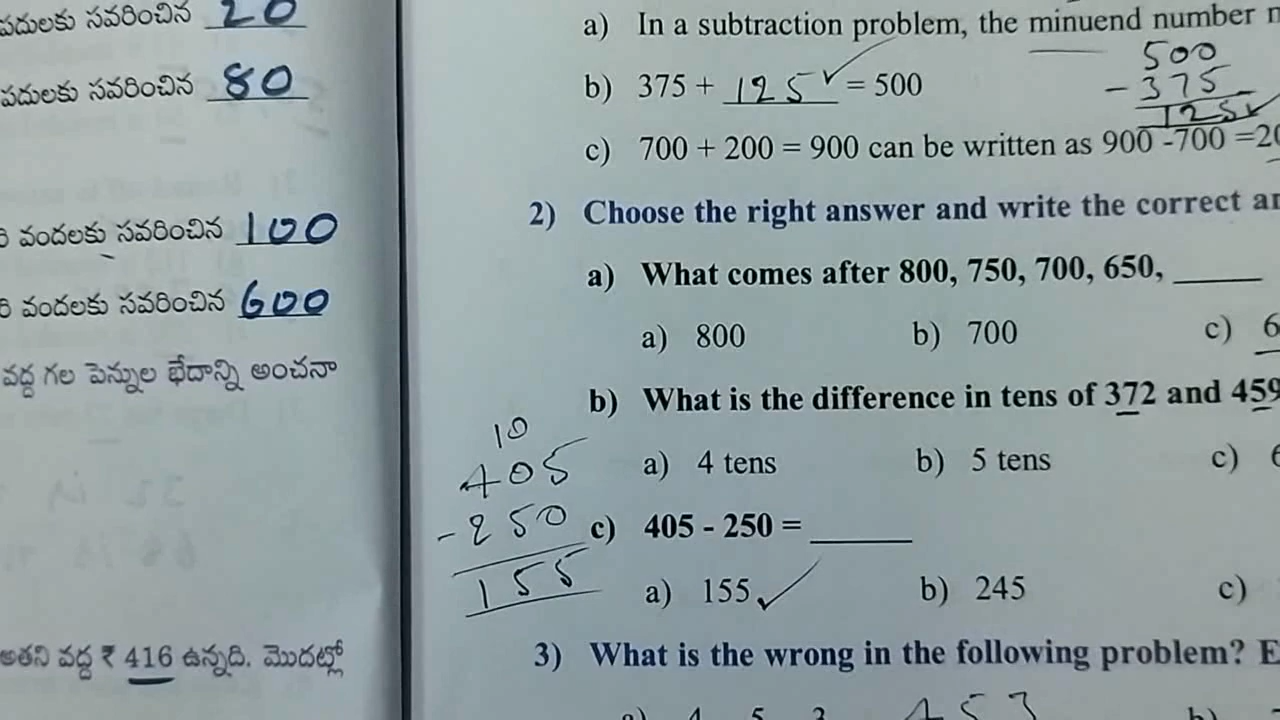 పదులకు సవరించిన 20
పదులకు సవరించిన 80
వందలకు సవరించిన 100
వందలకు సవరించిన 600
వద్ద గల పెన్నుల భేదాన్ని అంచనా
అతని వద్ద ₹ 416 ఉన్నది. మొదట్లో
a) In a subtraction problem, the minuend number
500
- 375
125
b) 375 + 125 = 500
c) 700 + 200 = 900 can be written as 900 -700 =
2) Choose the right answer and write the correct
a) What comes after 800, 750, 700, 650, ______
a) 800 b) 700 c) 6
b) What is the difference in tens of 372 and 459
a) 4 tens b) 5 tens c)
10
405
- 250
155
c) 405 - 250 = ______
a) 155 b) 245 c)
3) What is the wrong in the following problem?